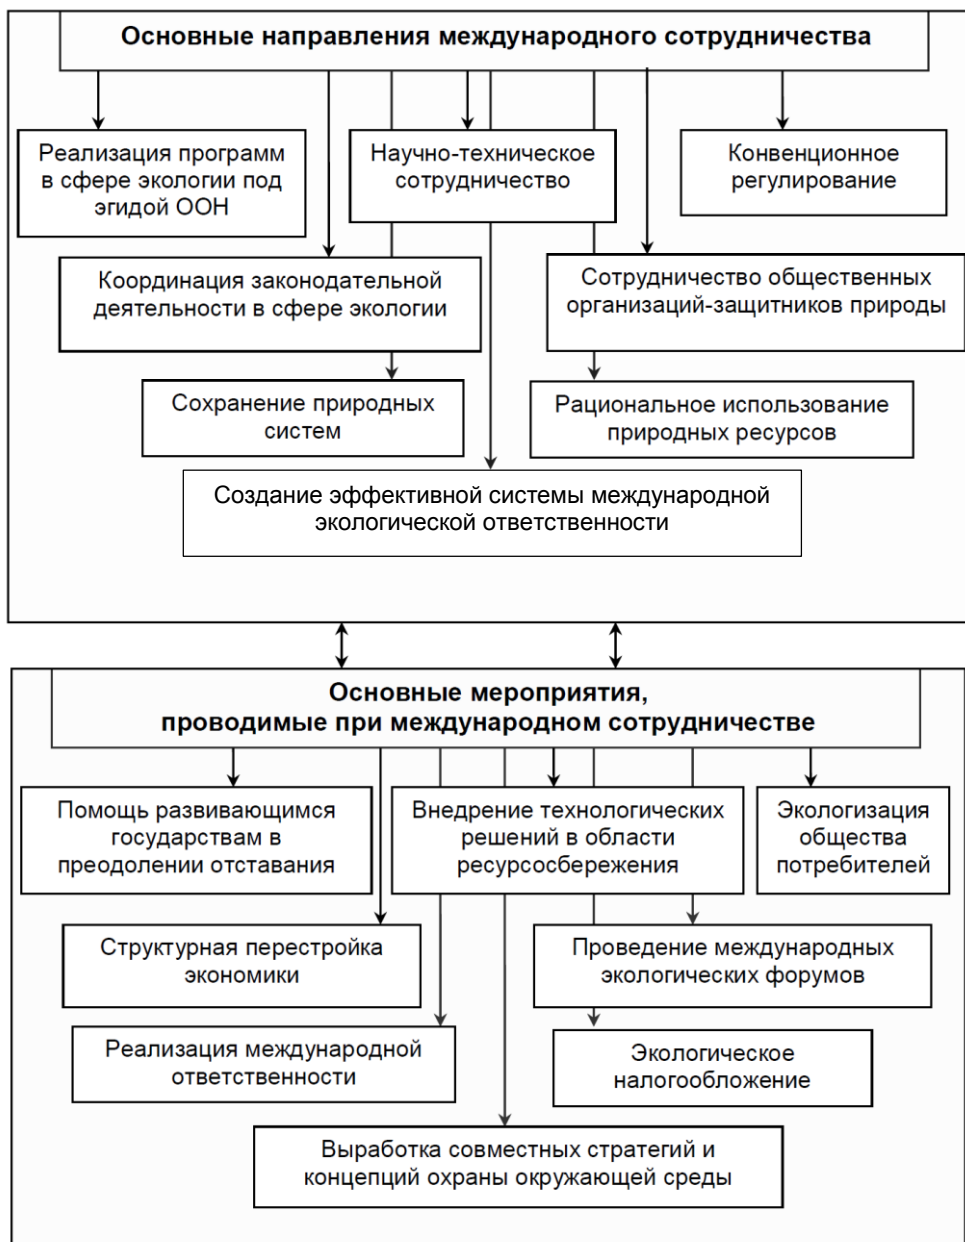 Основные направления международного сотрудничества
Реализация программ
в сфере экологии под
эгидой ООН
Научно-техническое
сотрудничество
Конвенционное
регулирование
Координация законодательной
деятельности в сфере экологии
Сотрудничество общественных
организаций-защитников природы
Сохранение природных
систем
Рациональное использование
природных ресурсов
Создание эффективной системы международной
экологической ответственности
Основные мероприятия,
проводимые при международном сотрудничестве
Помощь развивающимся
государствам в
преодолении отставания
Внедрение технологических
решений в области
ресурсосбережения
Экологизация
общества
потребителей
Структурная перестройка
экономики
Проведение международных
экологических форумов
Реализация международной
ответственности
Экологическое
налогообложение
Выработка совместных стратегий и
концепций охраны окружающей среды